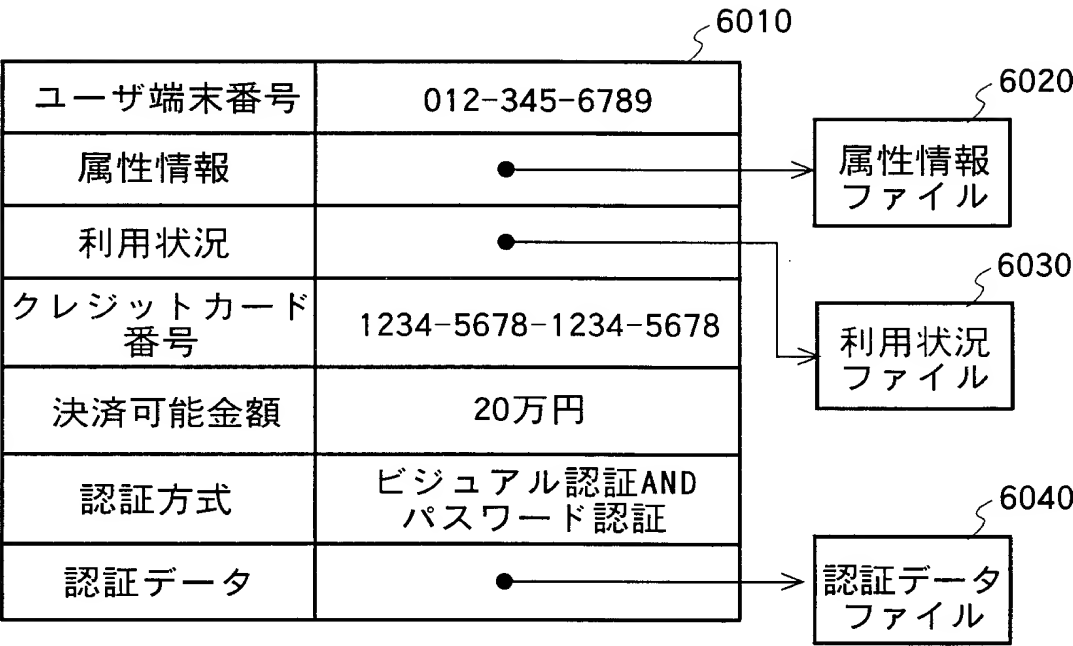 6010
ユーザ端末番号 012-345-6789
6020
属性情報
属性情報
ファイル
利用状況
6030
クレジットカード
番号
1234-5678-1234-5678
利用状況
ファイル
決済可能金額 20万円
認証方式
ビジュアル認証AND
パスワード認証
6040
認証データ
認証データ
ファイル